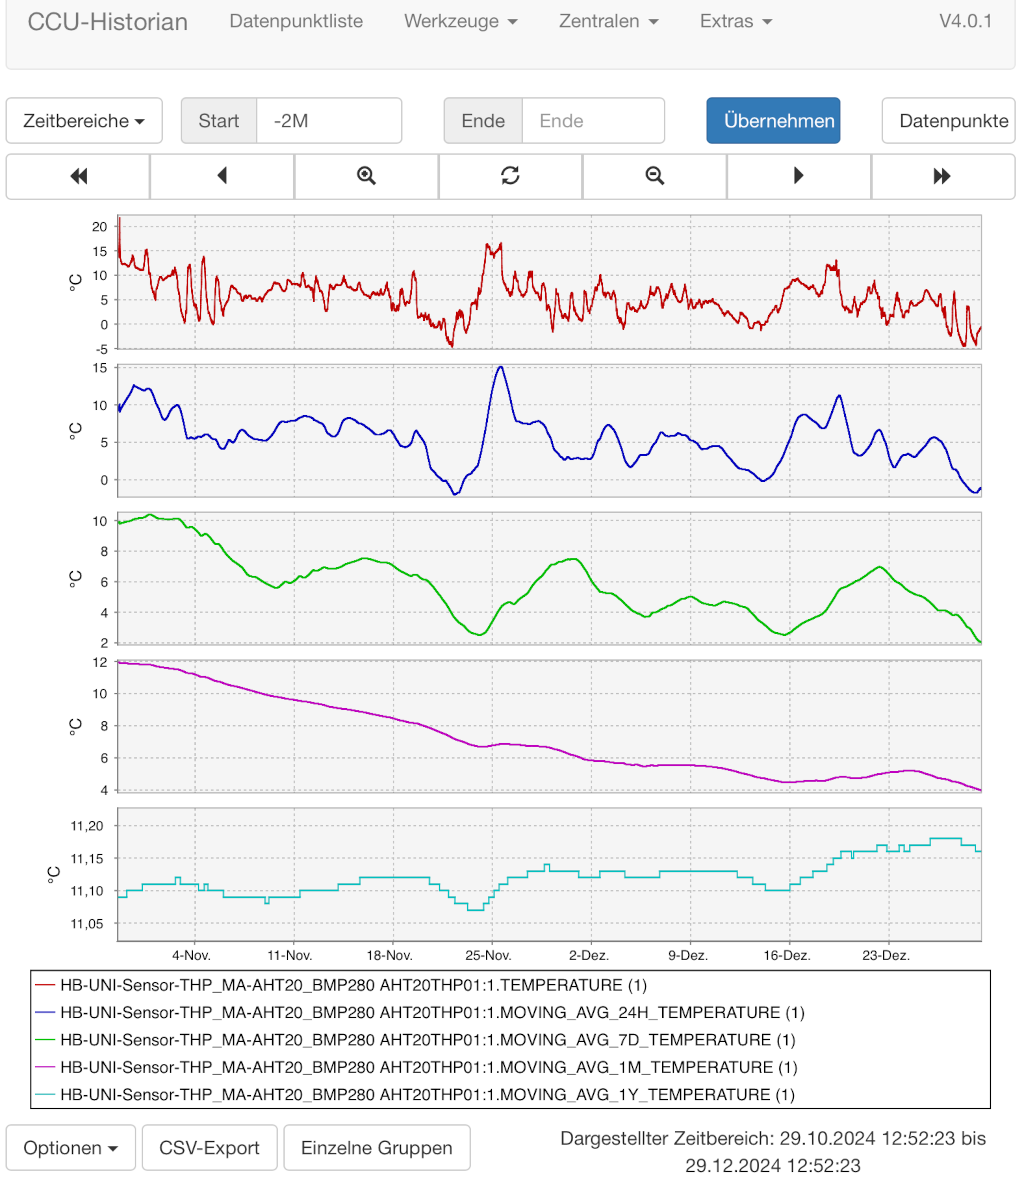 CCU-Historian Datenpunktliste Werkzeuge Zentralen Extras V4.0.1
Zeitbereiche Start -2M Ende Ende Übernehmen Datenpunkte
20
15
10
5
0
-5
°C
15
10
5
0
°C
10
8
6
4
2
°C
12
10
8
6
4
°C
11,20
11,15
11,10
11,05
°C
4-Nov. 11-Nov. 18-Nov. 25-Nov. 2-Dez. 9-Dez. 16-Dez. 23-Dez.
HB-UNI-Sensor-THP_MA-AHT20_BMP280 AHT20THP01:1.TEMPERATURE (1)
HB-UNI-Sensor-THP_MA-AHT20_BMP280 AHT20THP01:1.MOVING_AVG_24H_TEMPERATURE (1)
HB-UNI-Sensor-THP_MA-AHT20_BMP280 AHT20THP01:1.MOVING_AVG_7D_TEMPERATURE (1)
HB-UNI-Sensor-THP_MA-AHT20_BMP280 AHT20THP01:1.MOVING_AVG_1M_TEMPERATURE (1)
HB-UNI-Sensor-THP_MA-AHT20_BMP280 AHT20THP01:1.MOVING_AVG_1Y_TEMPERATURE (1)
Optionen CSV-Export Einzelne Gruppen
Dargestellter Zeitbereich: 29.10.2024 12:52:23 bis
29.12.2024 12:52:23